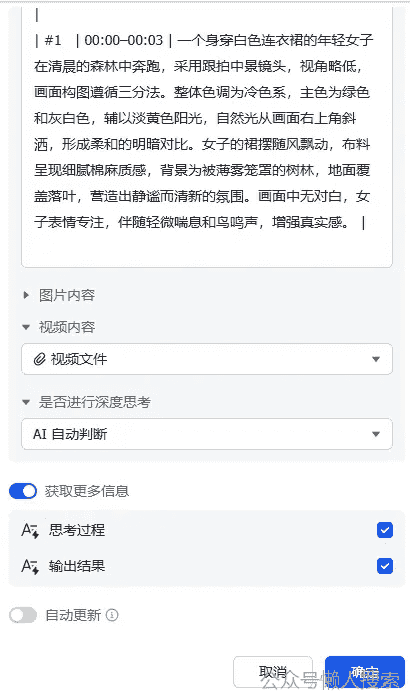 |
| #1 | 00:00–00:03 | 一个身穿白色连衣裙的年轻女子
在清晨的森林中奔跑，采用跟拍中景镜头，视角略低，
画面构图遵循三分法。整体色调为冷色系，主色为绿色
和灰白色，辅以淡黄色阳光，自然光从画面右上角斜
洒，形成柔和的明暗对比。女子的裙摆随风飘动，布料
呈现细腻棉麻质感，背景为被薄雾笼罩的树林，地面覆
盖落叶，营造出静谧而清新的氛围。画面中无对白，女
子表情专注，伴随轻微喘息和鸟鸣声，增强真实感。 |
图片内容
视频内容
视频文件
是否进行深度思考
AI 自动判断
获取更多信息
思考过程
输出结果
自动更新
取消 确定
公众号懒人搜索